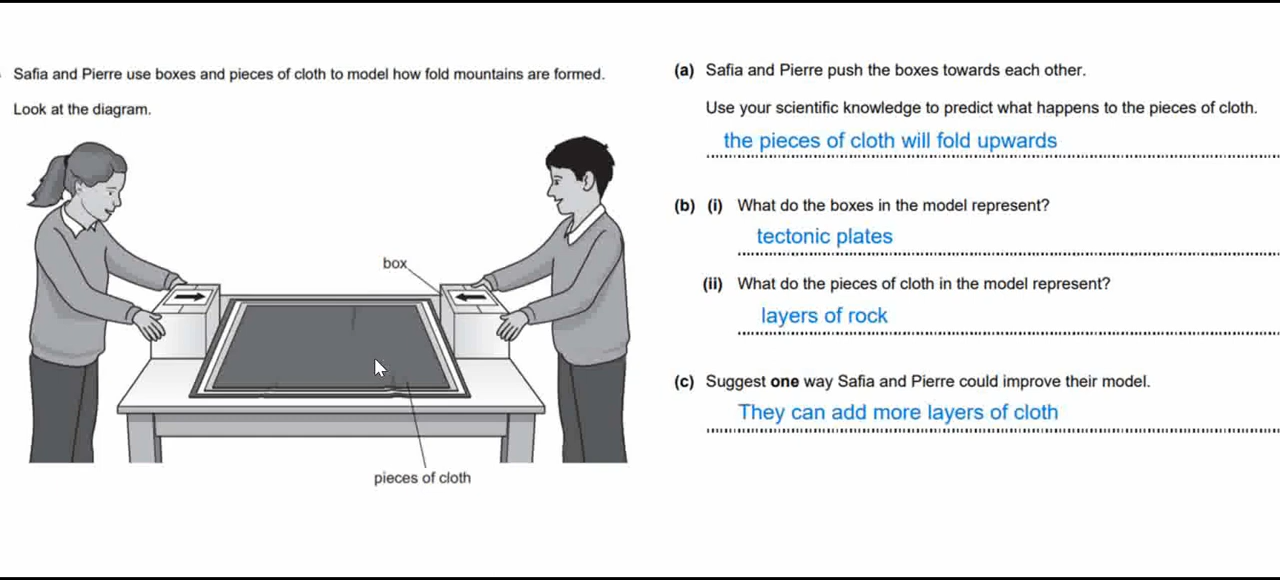 Safia and Pierre use boxes and pieces of cloth to model how fold mountains are formed.
Look at the diagram.
box
pieces of cloth
(a) Safia and Pierre push the boxes towards each other.
Use your scientific knowledge to predict what happens to the pieces of cloth.
the pieces of cloth will fold upwards
(b) (i) What do the boxes in the model represent?
tectonic plates
(ii) What do the pieces of cloth in the model represent?
layers of rock
(c) Suggest one way Safia and Pierre could improve their model.
They can add more layers of cloth